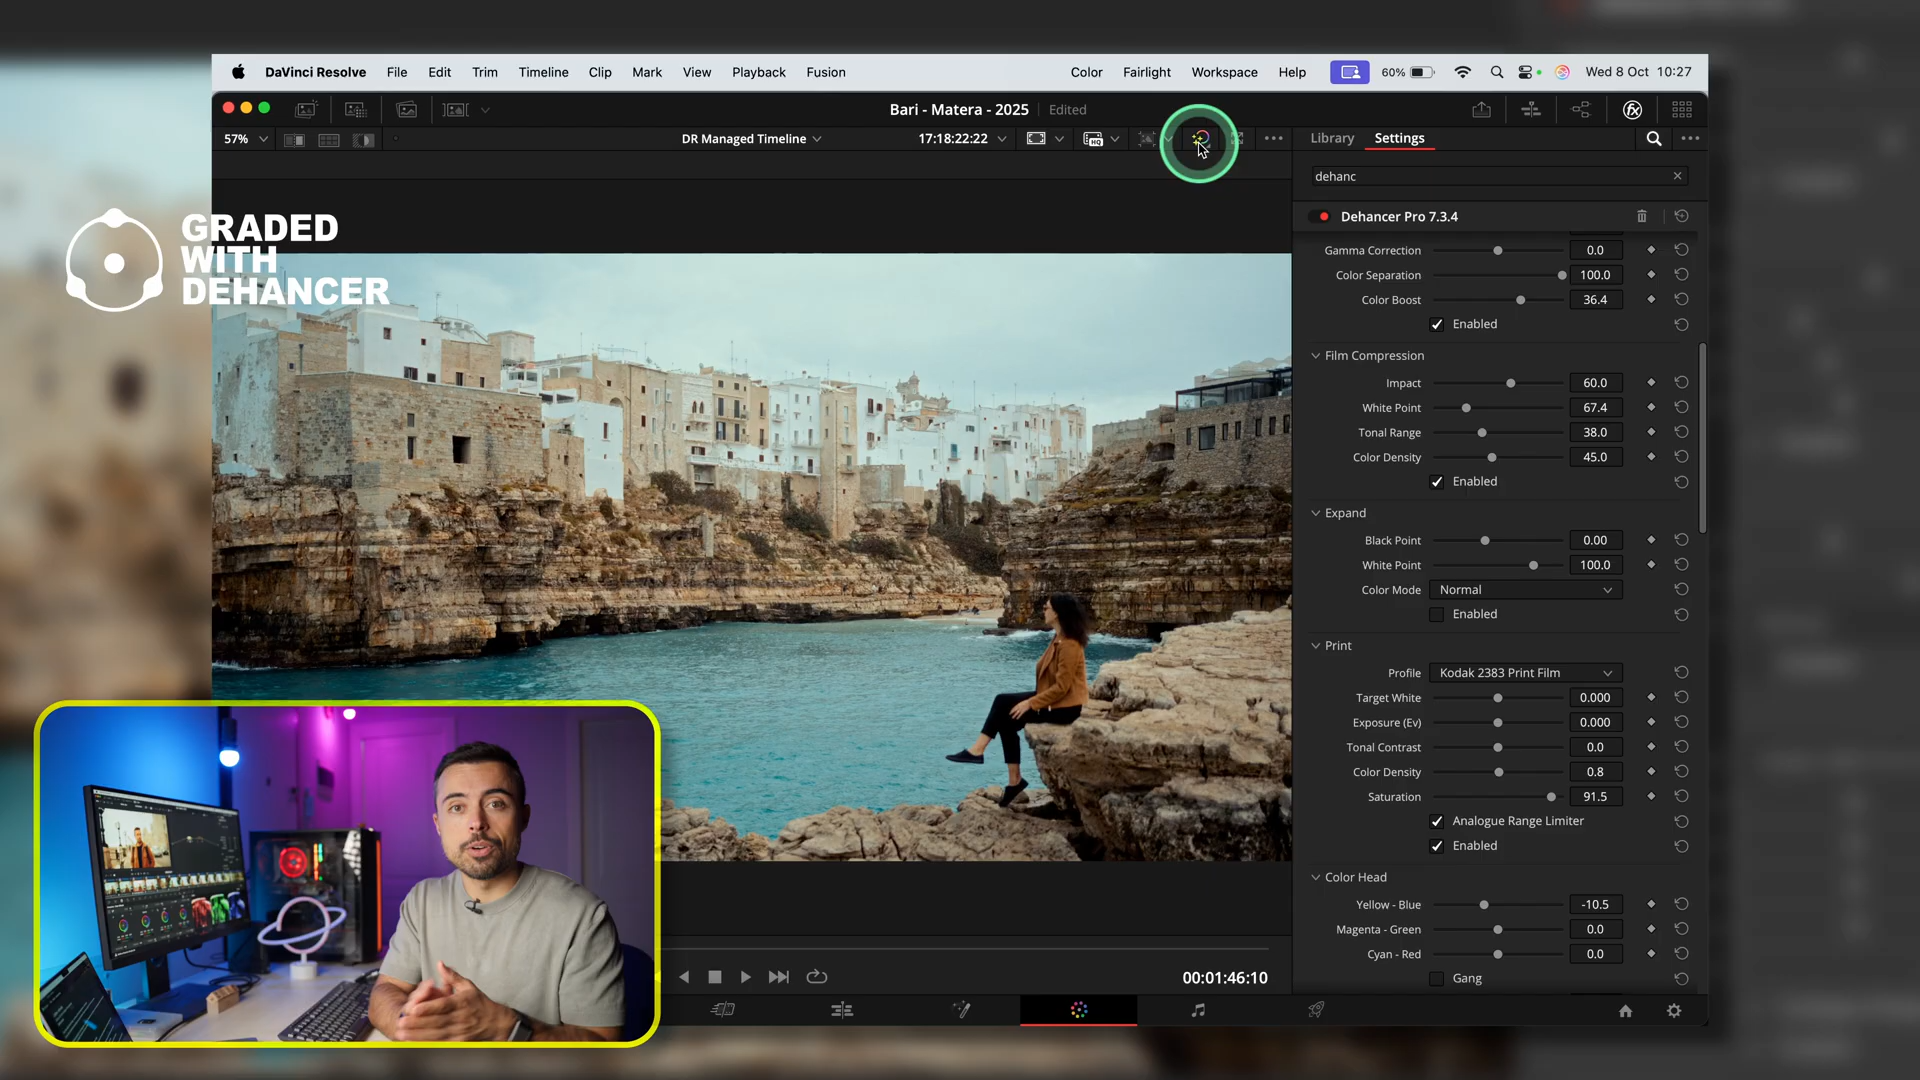 DaVinci Resolve File Edit Trim Timeline Clip Mark View Playback Fusion Color Fairlight Workspace Help 60% Wed 8 Oct 10:27
Bari - Matera - 2025 Edited
57% DR Managed Timeline 17:18:22:22 HQ Library Settings
dehanc
Dehancer Pro 7.3.4
GRADED
WITH
DEHANCER
Gamma Correction 0.0
Color Separation 100.0
Color Boost 36.4
Enabled
Film Compression
Impact 60.0
White Point 67.4
Tonal Range 38.0
Color Density 45.0
Enabled
Expand
Black Point 0.00
White Point 100.0
Color Mode Normal
Enabled
Print
Profile Kodak 2383 Print Film
Target White 0.000
Exposure (Ev) 0.000
Tonal Contrast 0.0
Color Density 0.8
Saturation 91.5
Analogue Range Limiter
Enabled
Color Head
Yellow - Blue -10.5
Magenta - Green 0.0
Cyan - Red 0.0
Gang
00:01:46:10